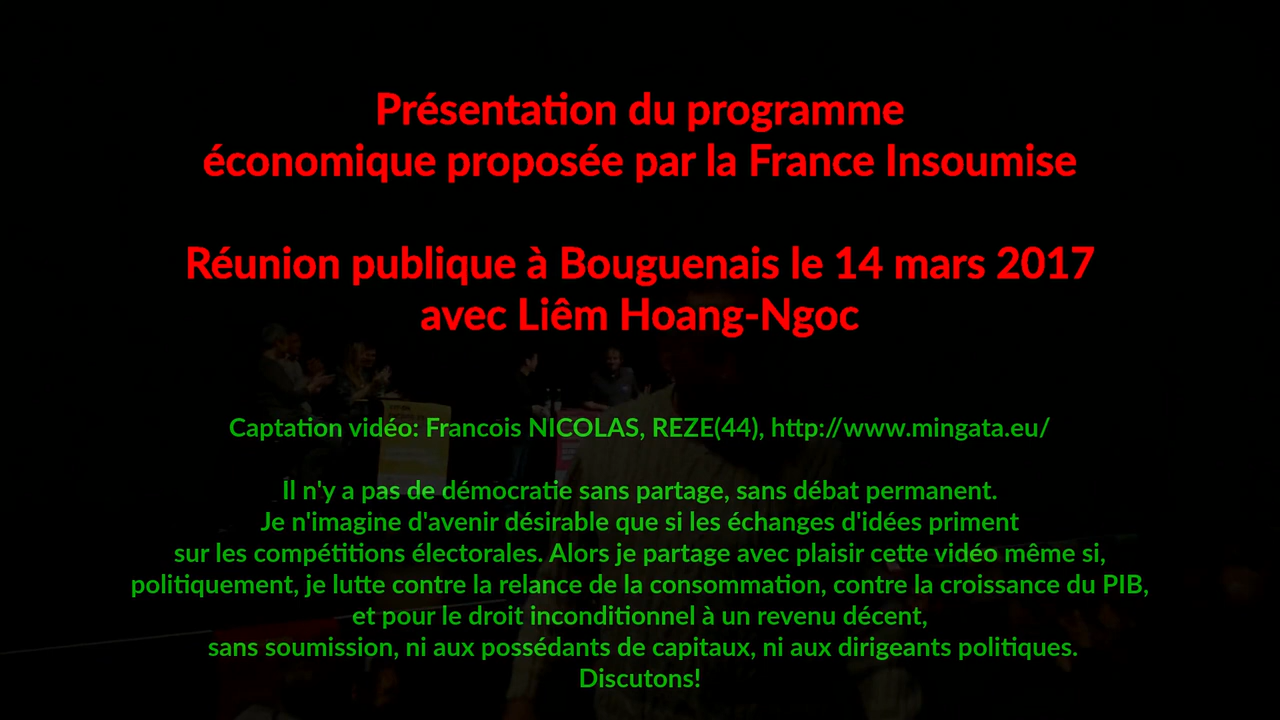 Présentation du programme
économique proposée par la France Insoumise
Réunion publique à Bouguenais le 14 mars 2017
avec Liêm Hoang-Ngoc
Captation vidéo: Francois NICOLAS, REZE(44), http://www.mingata.eu/
Il n'y a pas de démocratie sans partage, sans débat permanent.
Je n'imagine d'avenir désirable que si les échanges d'idées priment
sur les compétitions électorales. Alors je partage avec plaisir cette vidéo même si,
politiquement, je lutte contre la relance de la consommation, contre la croissance du PIB,
et pour le droit inconditionnel à un revenu décent,
sans soumission, ni aux possédants de capitaux, ni aux dirigeants politiques.
Discutons!